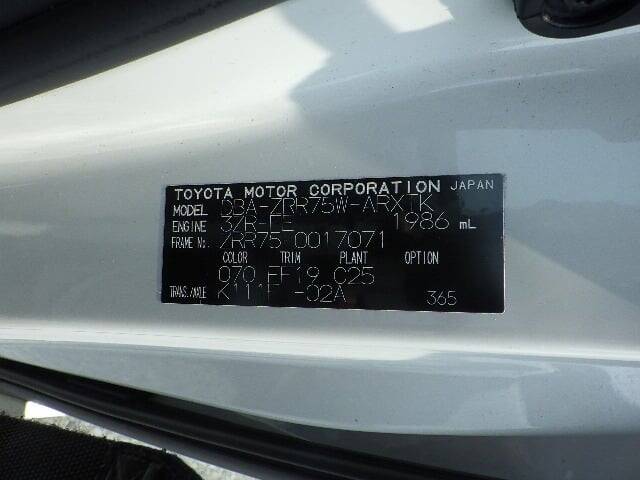 TOYOTA MOTOR CORPORATION JAPAN
MODEL DBA-ZRR75W-ARXTK
ENGINE 3ZR-FE 1986 mL
FRAME No. ZRR75-0017071
COLOR TRIM PLANT OPTION
070 FF19 C25
TRANS./AXLE K111F -02A 365